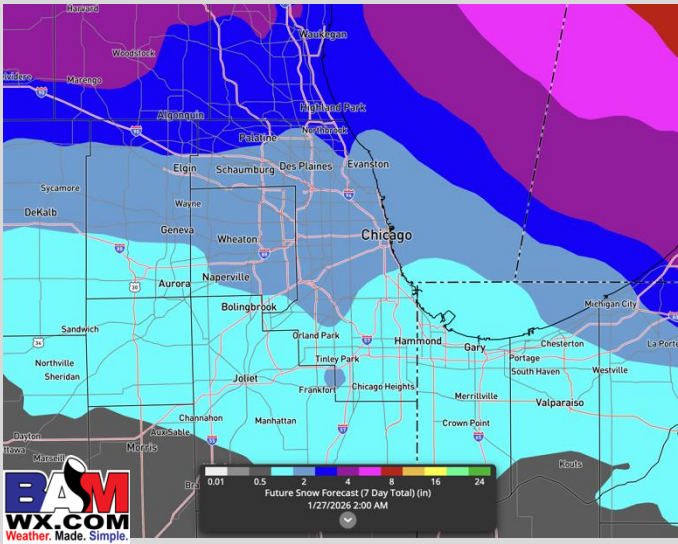 Harvard
Waukegan
Woodstock
lvidere
Marengo
Highland Park
Algonquin
Northbrook
Palatine
Elgin
Schaumburg
Des Plaines
Evanston
Sycamore
Wayne
DeKalb
Geneva
Wheaton
Chicago
Aurora
Naperville
Bolingbrook
Michigan City
Sandwich
Orland Park
Hammond
Gary
Chesterton
La Porte
Tinley Park
Portage
Northville
South Haven
Westville
Sheridan
Joliet
Frankfort
Chicago Heights
Merrillville
Valparaiso
Channahon
Manhattan
Crown Point
Dayton
Aux Sable
ttawa
Marseill
Morris
Kouts
Bra
0.01 0.5 2 4 8 16 24
Future Snow Forecast (7 Day Total) (in)
1/27/2026 2:00 AM
BAM
WX.COM
Weather. Made. Simple.